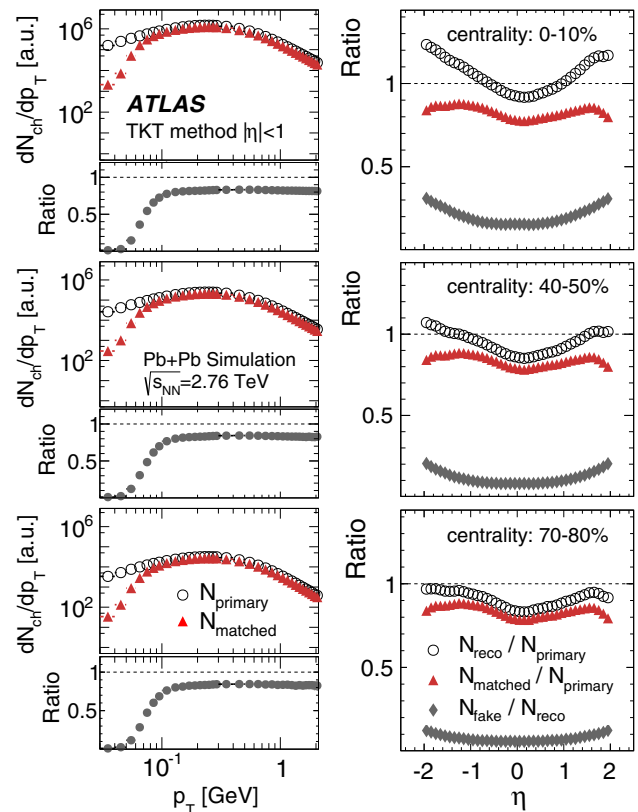 dN_ch/dp_T [a.u.]
10^6
10^2
ATLAS
TKT method |η|<1
Ratio
1
0.5
dN_ch/dp_T [a.u.]
10^6
10^2
Pb+Pb Simulation
√s_NN=2.76 TeV
Ratio
1
0.5
dN_ch/dp_T [a.u.]
10^6
10^2
N_primary
N_matched
Ratio
1
0.5
10^-1
1
p_T [GeV]
Ratio
centrality: 0-10%
1
0.5
Ratio
centrality: 40-50%
1
0.5
Ratio
centrality: 70-80%
1
0.5
N_reco / N_primary
N_matched / N_primary
N_fake / N_reco
-2 -1 0 1 2
η